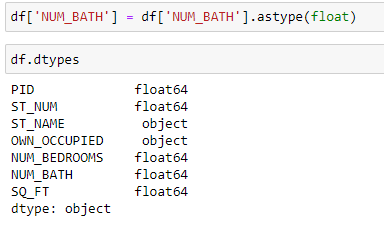 df['NUM_BATH'] = df['NUM_BATH'].astype(float)
df.dtypes
PID float64
ST_NUM float64
ST_NAME object
OWN_OCCUPIED object
NUM_BEDROOMS float64
NUM_BATH float64
SQ_FT float64
dtype: object